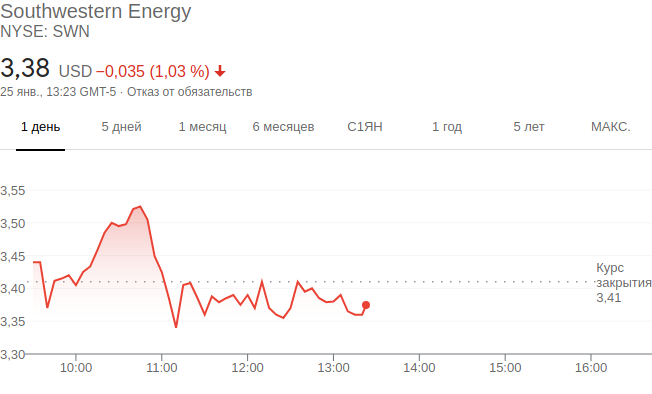 Southwestern Energy
NYSE: SWN
3,38 USD −0,035 (1,03 %)
25 янв., 13:23 GMT-5 · Отказ от обязательств
1 день 5 дней 1 месяц 6 месяцев С1ЯН 1 год 5 лет МАКС.
3,55
3,50
3,45
Курс
3,40
закрытия
3,41
3,35
3,30
10:00 11:00 12:00 13:00 14:00 15:00 16:00